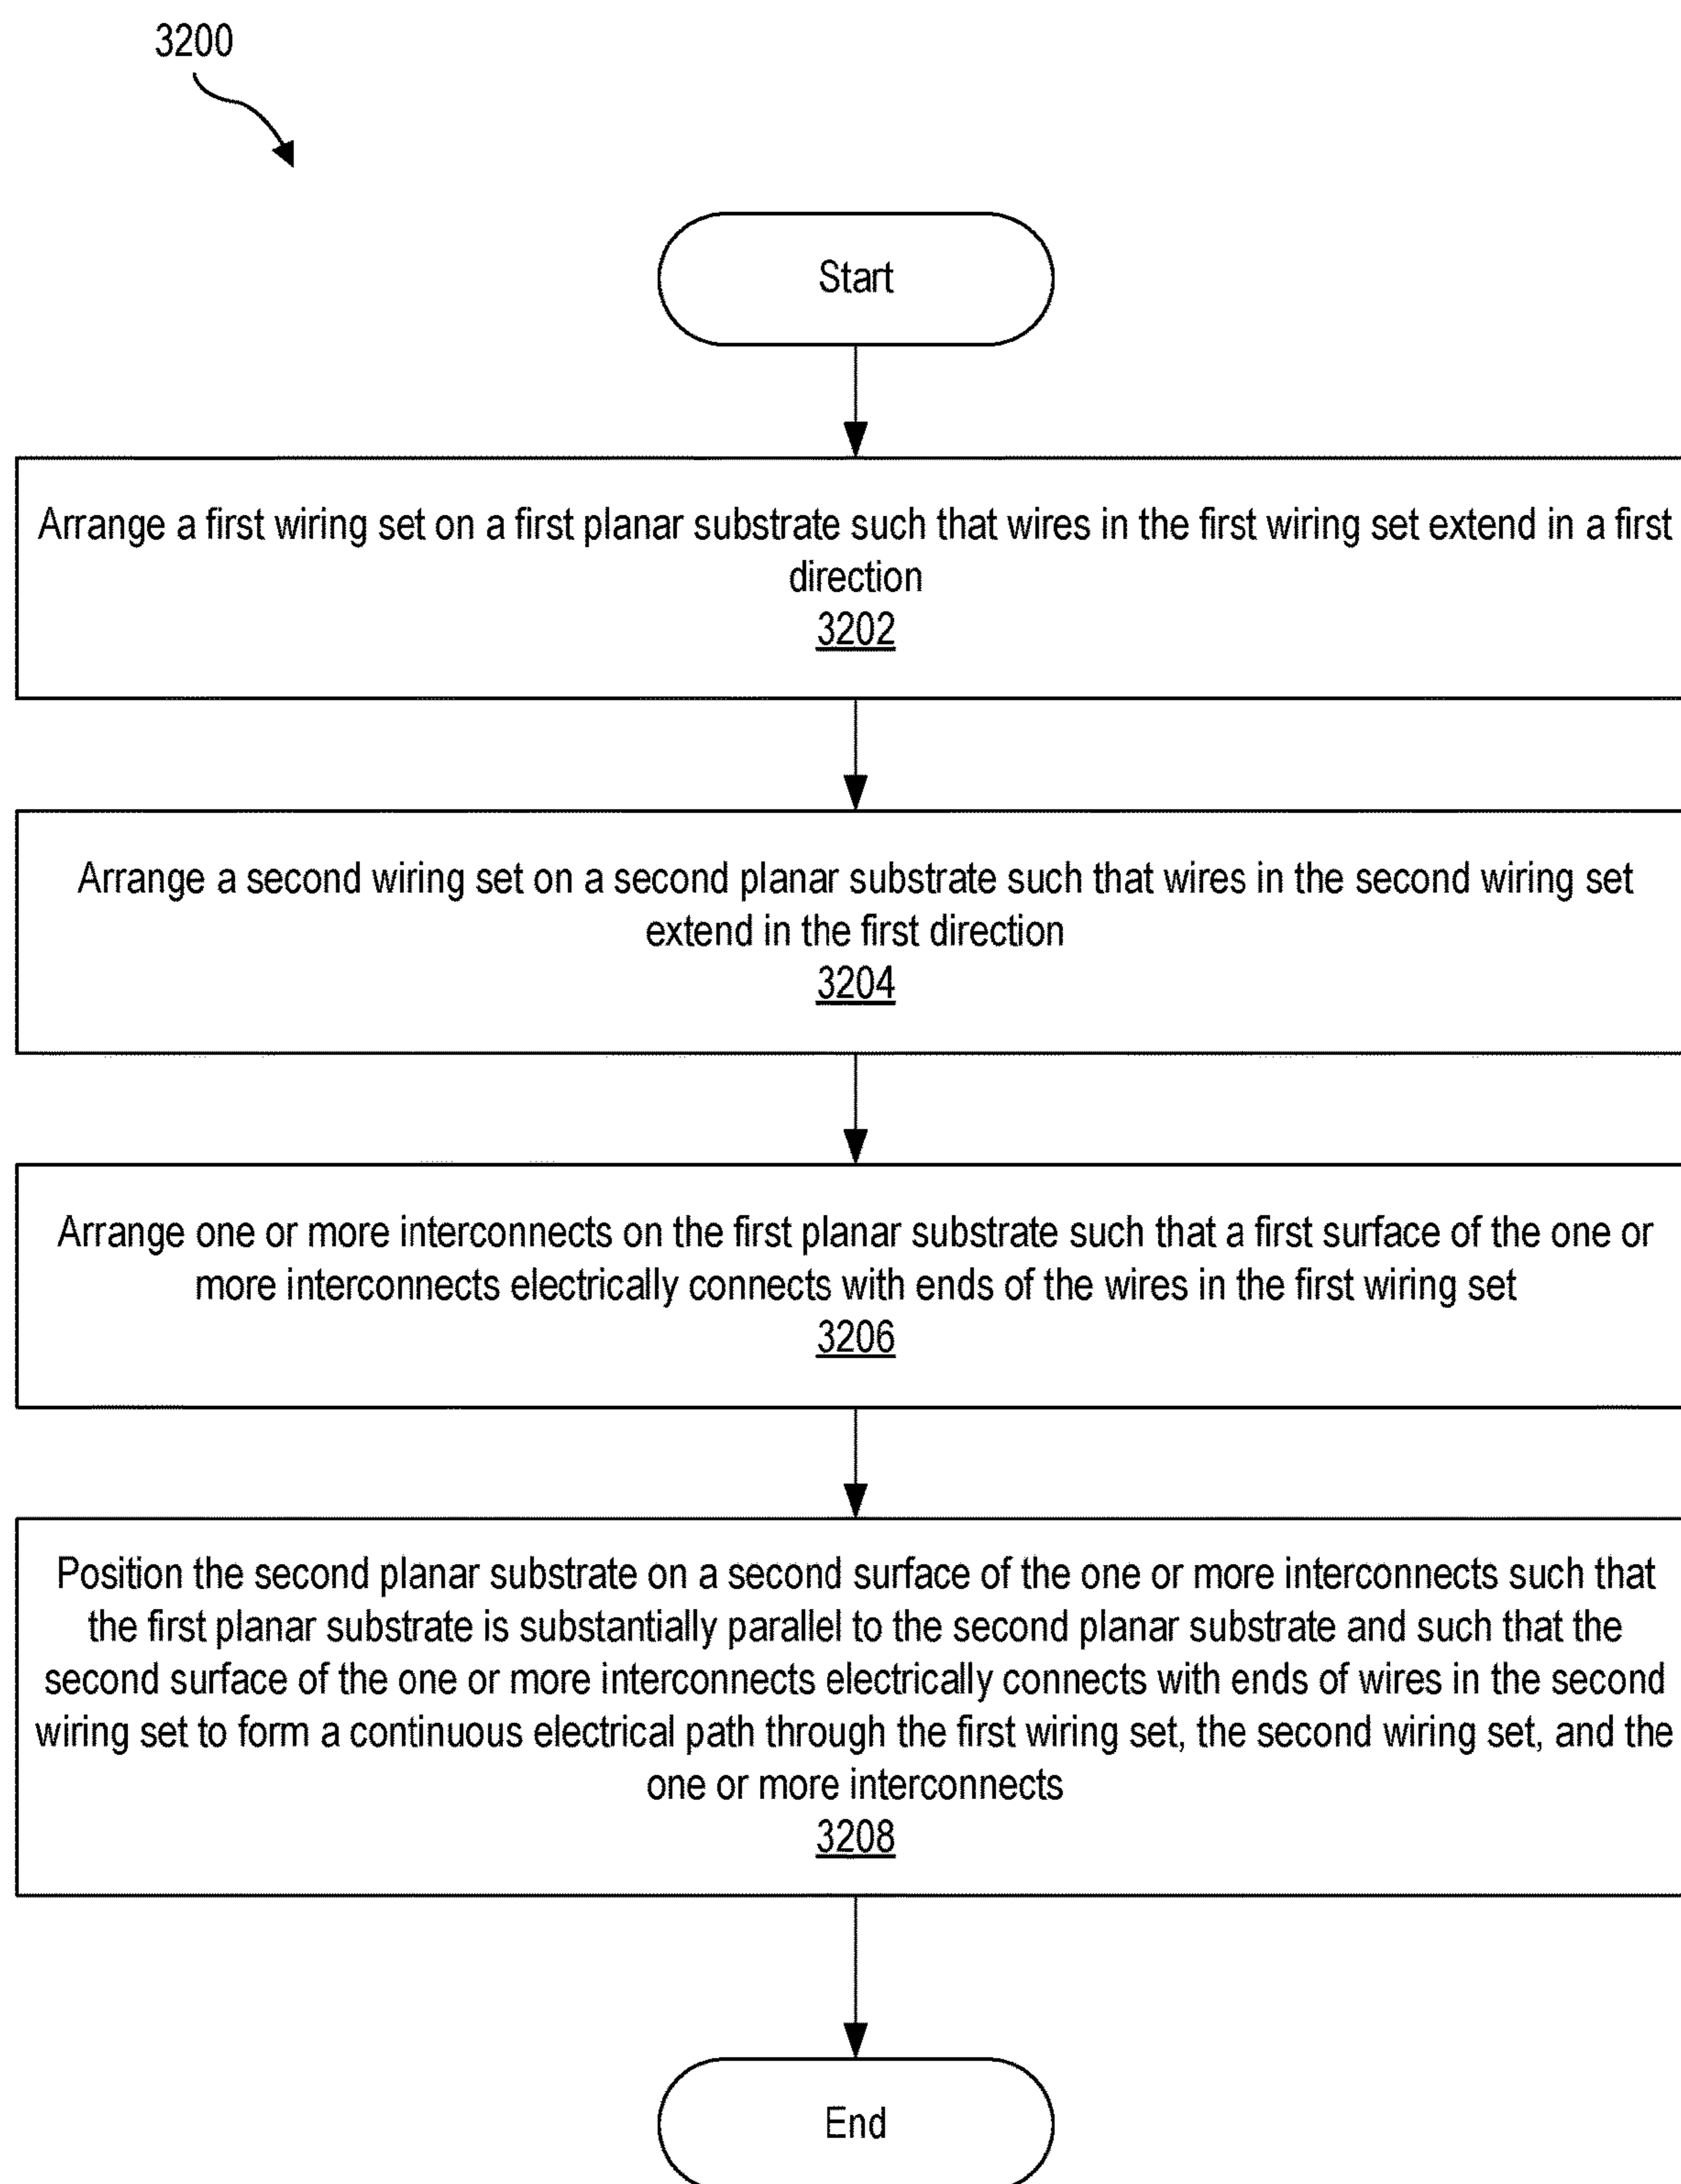 3200
Start
Arrange a first wiring set on a first planar substrate such that wires in the first wiring set extend in a first
direction
3202
Arrange a second wiring set on a second planar substrate such that wires in the second wiring set
extend in the first direction
3204
Arrange one or more interconnects on the first planar substrate such that a first surface of the one or
more interconnects electrically connects with ends of the wires in the first wiring set
3206
Position the second planar substrate on a second surface of the one or more interconnects such that
the first planar substrate is substantially parallel to the second planar substrate and such that the
second surface of the one or more interconnects electrically connects with ends of wires in the second
wiring set to form a continuous electrical path through the first wiring set, the second wiring set, and the
one or more interconnects
3208
End